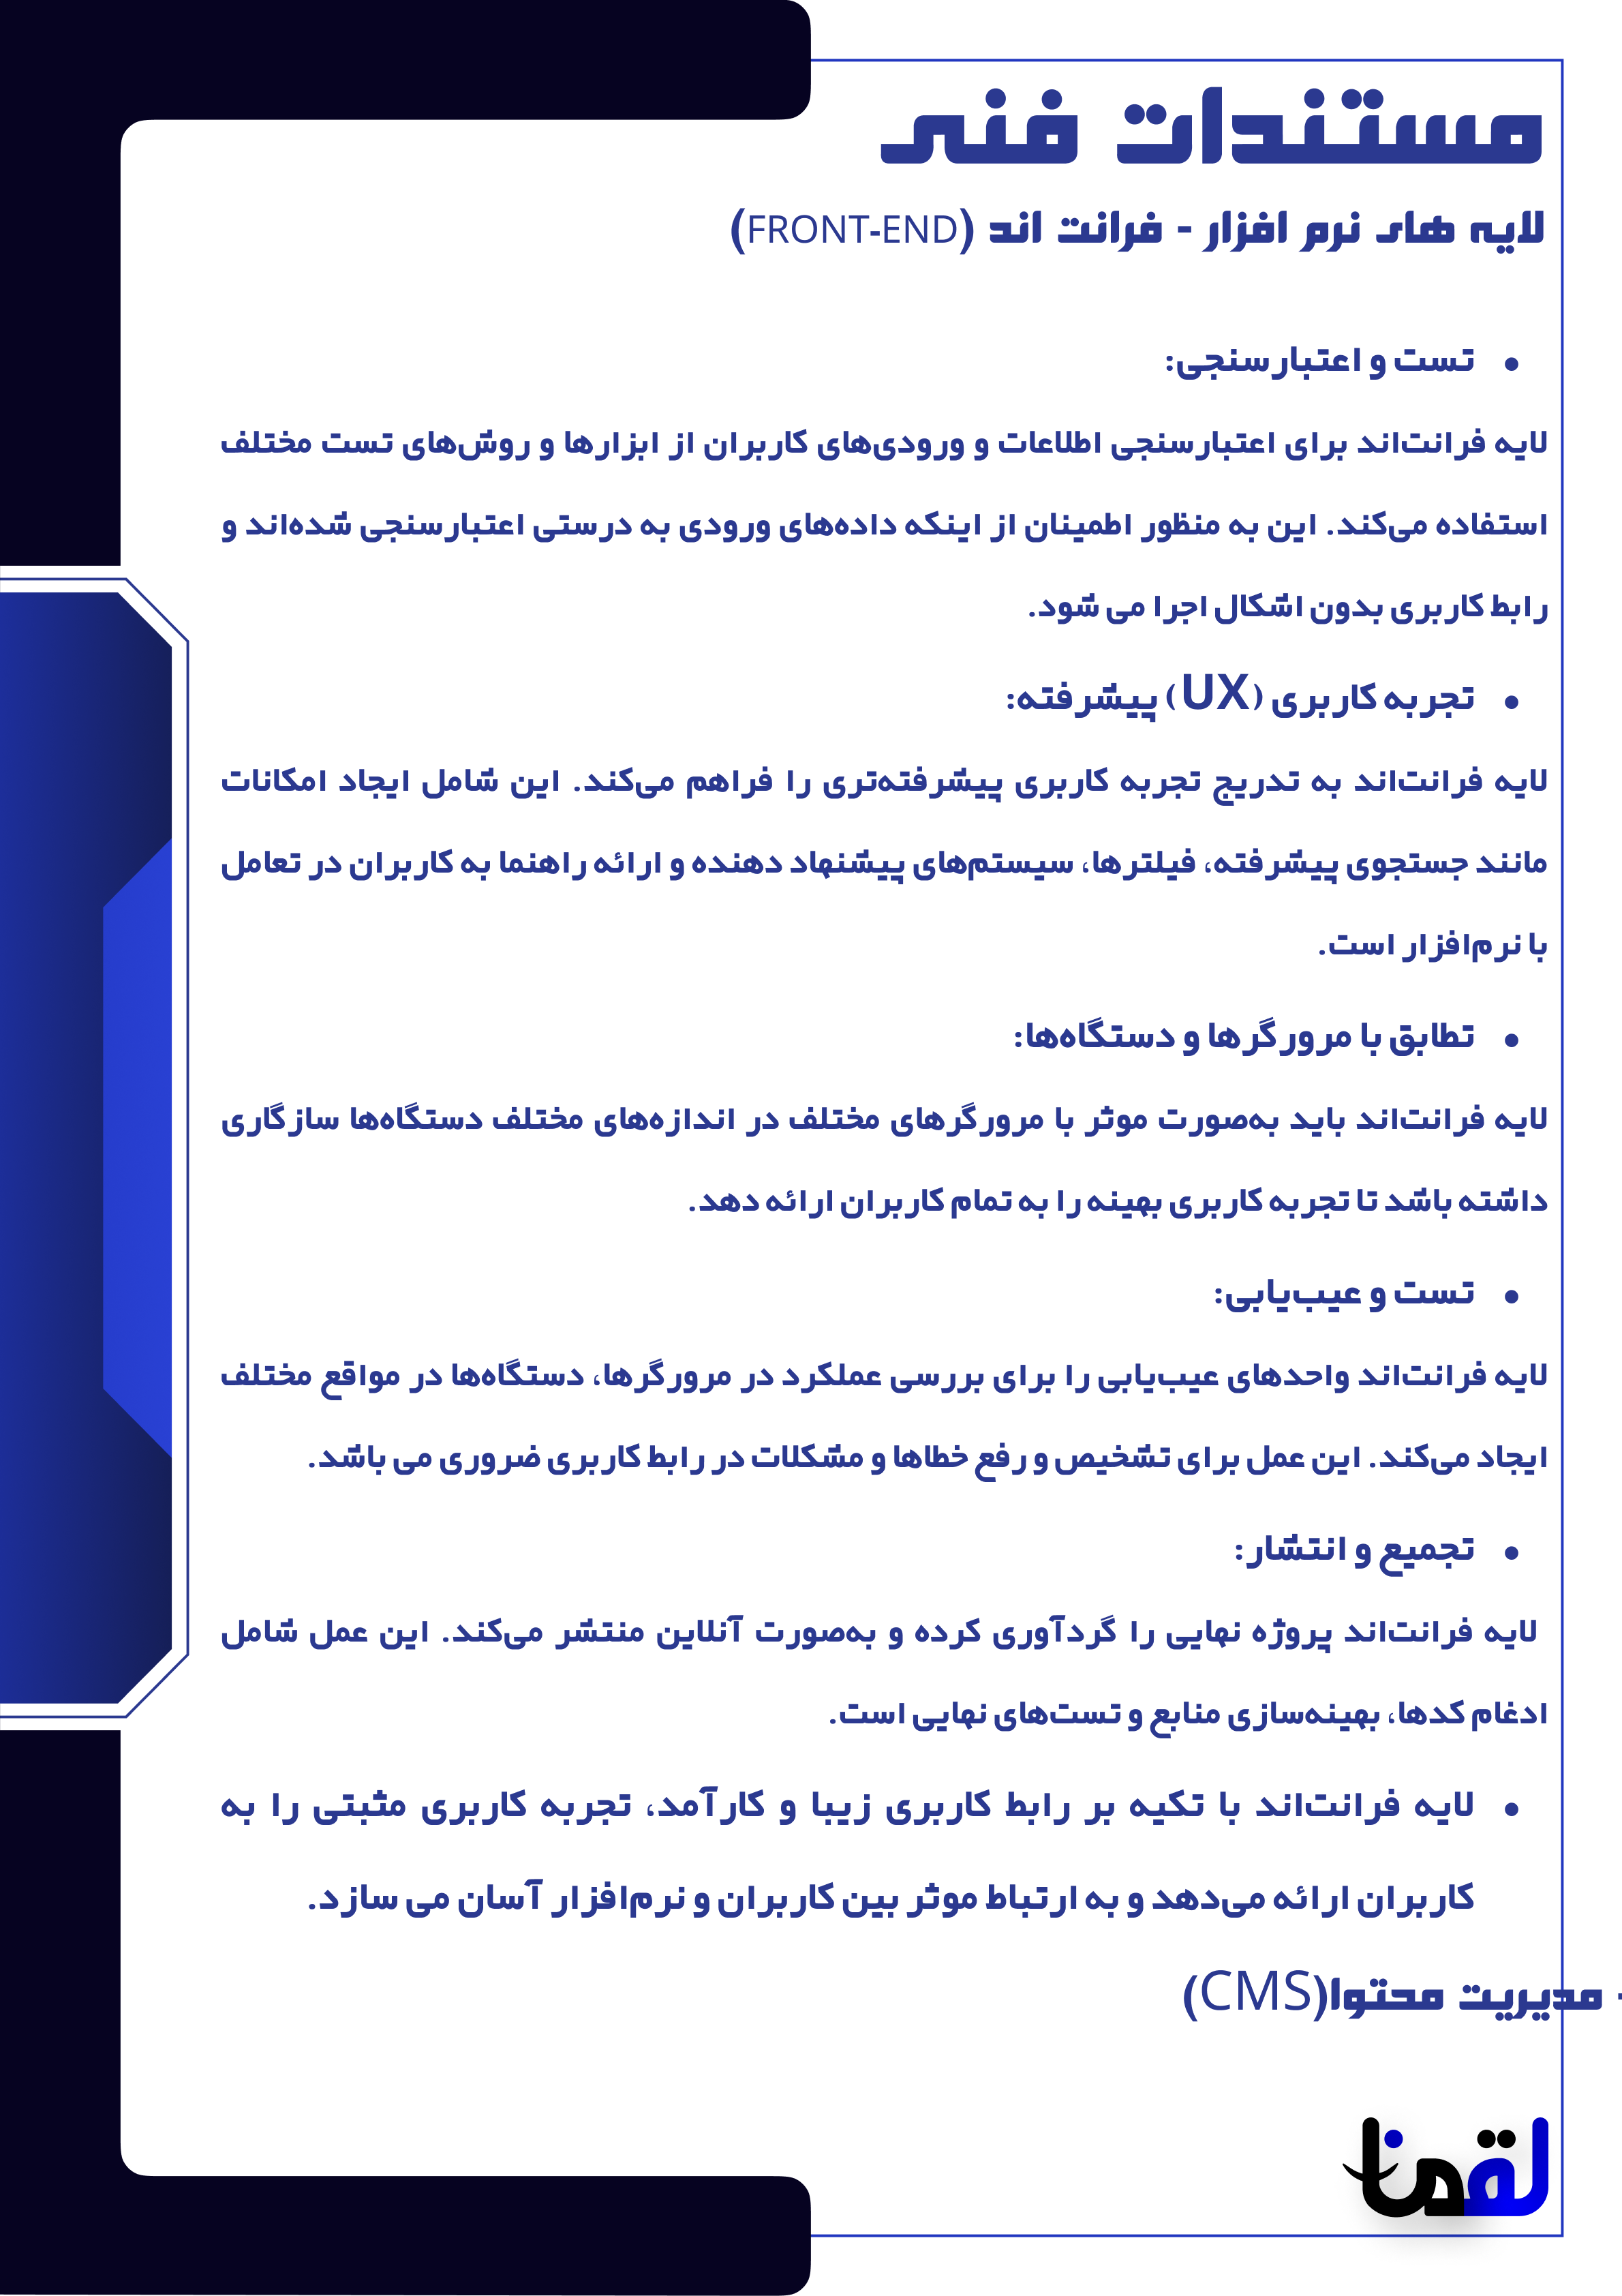 مستندات فنی
لایه های نرم افزار - فرانت اند (FRONT-END)
• تست و اعتبارسنجی:
لایه فرانت‌اند برای اعتبارسنجی اطلاعات و ورودی‌های کاربران از ابزارها و روش‌های تست مختلف
استفاده می‌کند. این به منظور اطمینان از اینکه داده‌های ورودی به درستی اعتبارسنجی شده‌اند و
رابط کاربری بدون اشکال اجرا می شود.
• تجربه کاربری (UX) پیشرفته:
لایه فرانت‌اند به تدریج تجربه کاربری پیشرفته‌تری را فراهم می‌کند. این شامل ایجاد امکانات
مانند جستجوی پیشرفته، فیلترها، سیستم‌های پیشنهاد دهنده و ارائه راهنما به کاربران در تعامل
با نرم‌افزار است.
• تطابق با مرورگرها و دستگاه‌ها:
لایه فرانت‌اند باید به‌صورت موثر با مرورگرهای مختلف در اندازه‌های مختلف دستگاه‌ها سازگاری
داشته باشد تا تجربه کاربری بهینه را به تمام کاربران ارائه دهد.
• تست و عیب‌یابی:
لایه فرانت‌اند واحدهای عیب‌یابی را برای بررسی عملکرد در مرورگرها، دستگاه‌ها در مواقع مختلف
ایجاد می‌کند. این عمل برای تشخیص و رفع خطاها و مشکلات در رابط کاربری ضروری می باشد.
• تجمیع و انتشار:
لایه فرانت‌اند پروژه نهایی را گردآوری کرده و به‌صورت آنلاین منتشر می‌کند. این عمل شامل
ادغام کدها، بهینه‌سازی منابع و تست‌های نهایی است.
• لایه فرانت‌اند با تکیه بر رابط کاربری زیبا و کارآمد، تجربه کاربری مثبتی را به
کاربران ارائه می‌دهد و به ارتباط موثر بین کاربران و نرم‌افزار آسان می سازد.
- مدیریت محتوا(CMS)
لقمان